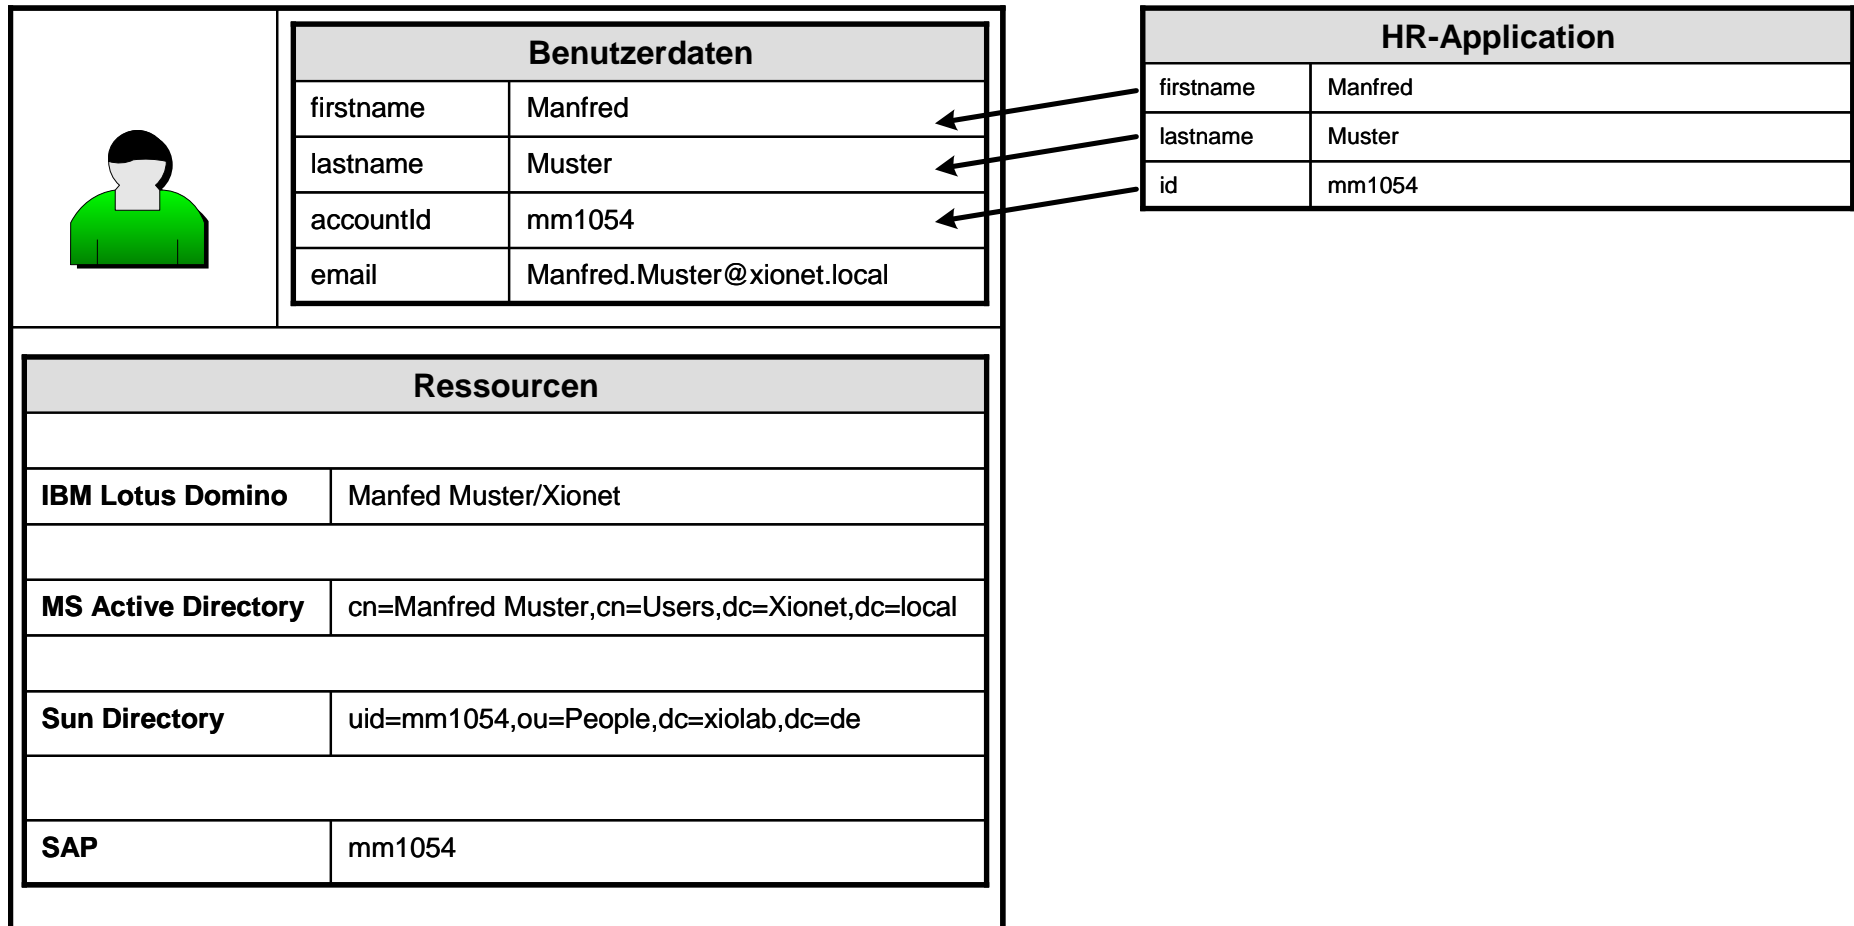 Benutzerdaten
firstname Manfred
lastname Muster
accountId mm1054
email Manfred.Muster@xionet.local
HR-Application
firstname Manfred
lastname Muster
id mm1054
Ressourcen
IBM Lotus Domino Manfed Muster/Xionet
MS Active Directory cn=Manfred Muster,cn=Users,dc=Xionet,dc=local
Sun Directory uid=mm1054,ou=People,dc=xiolab,dc=de
SAP mm1054